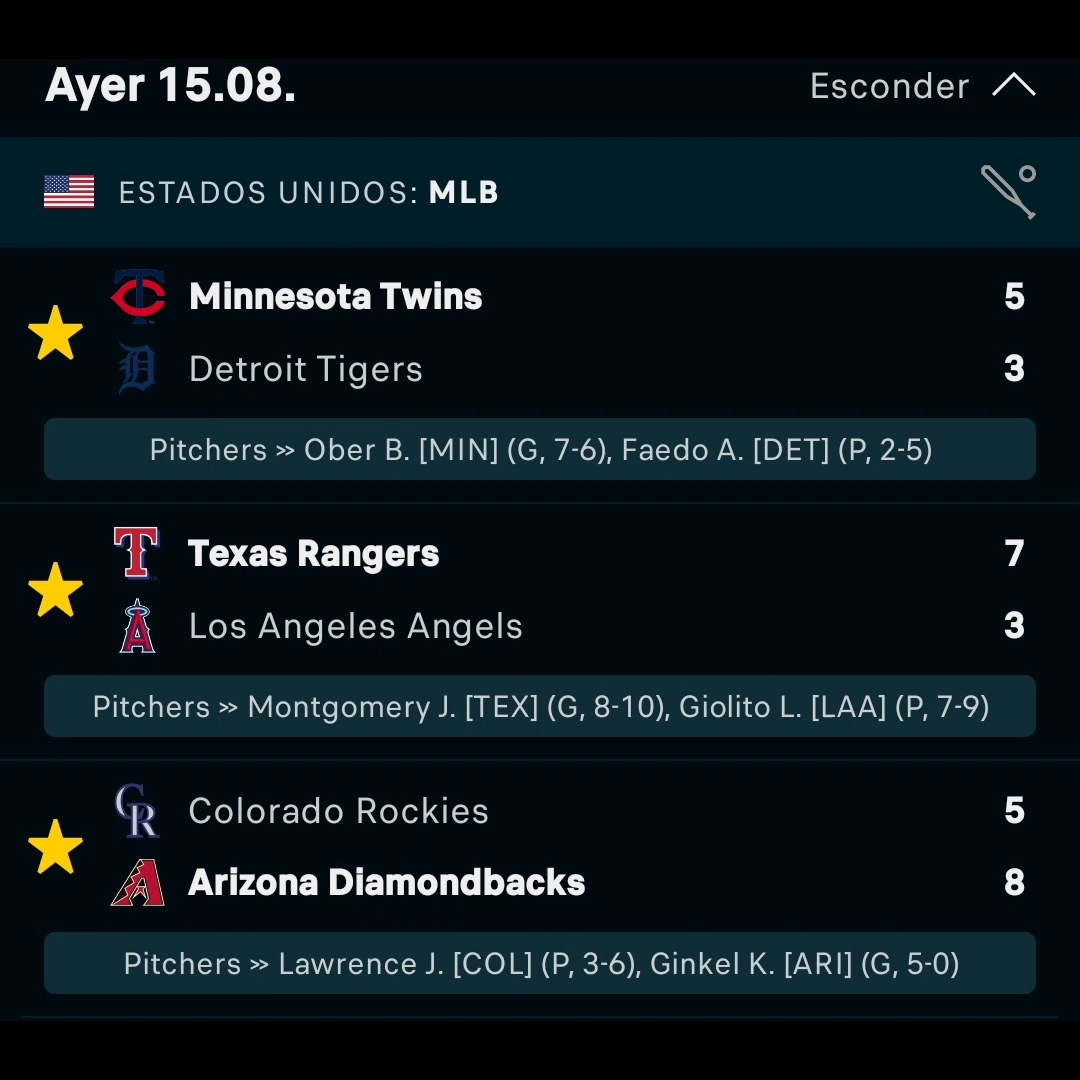 Ayer 15.08.
Esconder
ESTADOS UNIDOS: MLB
Minnesota Twins 5
Detroit Tigers 3
Pitchers » Ober B. [MIN] (G, 7-6), Faedo A. [DET] (P, 2-5)
Texas Rangers 7
Los Angeles Angels 3
Pitchers » Montgomery J. [TEX] (G, 8-10), Giolito L. [LAA] (P, 7-9)
Colorado Rockies 5
Arizona Diamondbacks 8
Pitchers » Lawrence J. [COL] (P, 3-6), Ginkel K. [ARI] (G, 5-0)